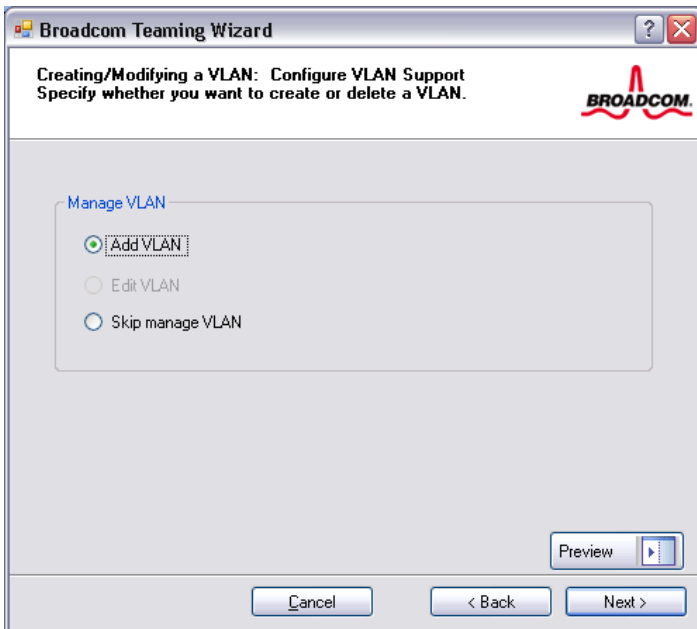 Broadcom Teaming Wizard
?
Creating/Modifying a VLAN: Configure VLAN Support
Specify whether you want to create or delete a VLAN.
BROADCOM.
Manage VLAN
Add VLAN
Edit VLAN
Skip manage VLAN
Preview
Cancel
< Back
Next >